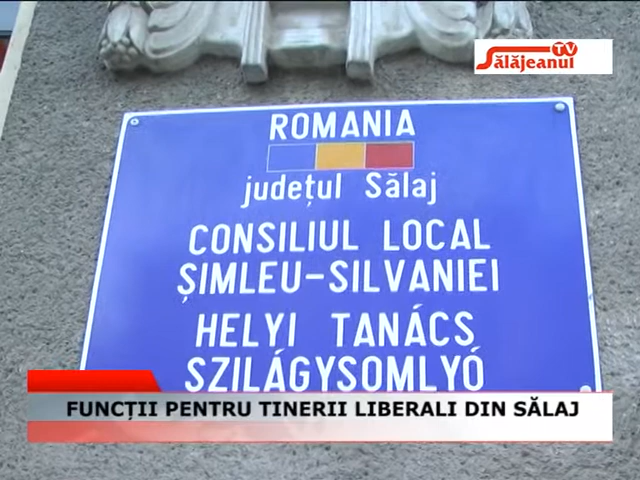 Sălăjeanul TV
ROMANIA
județul Sălaj
CONSILIUL LOCAL
ȘIMLEU-SILVANIEI
HELYI TANÁCS
SZILÁGYSOMLYÓ
FUNCȚII PENTRU TINERII LIBERALI DIN SĂLAJ